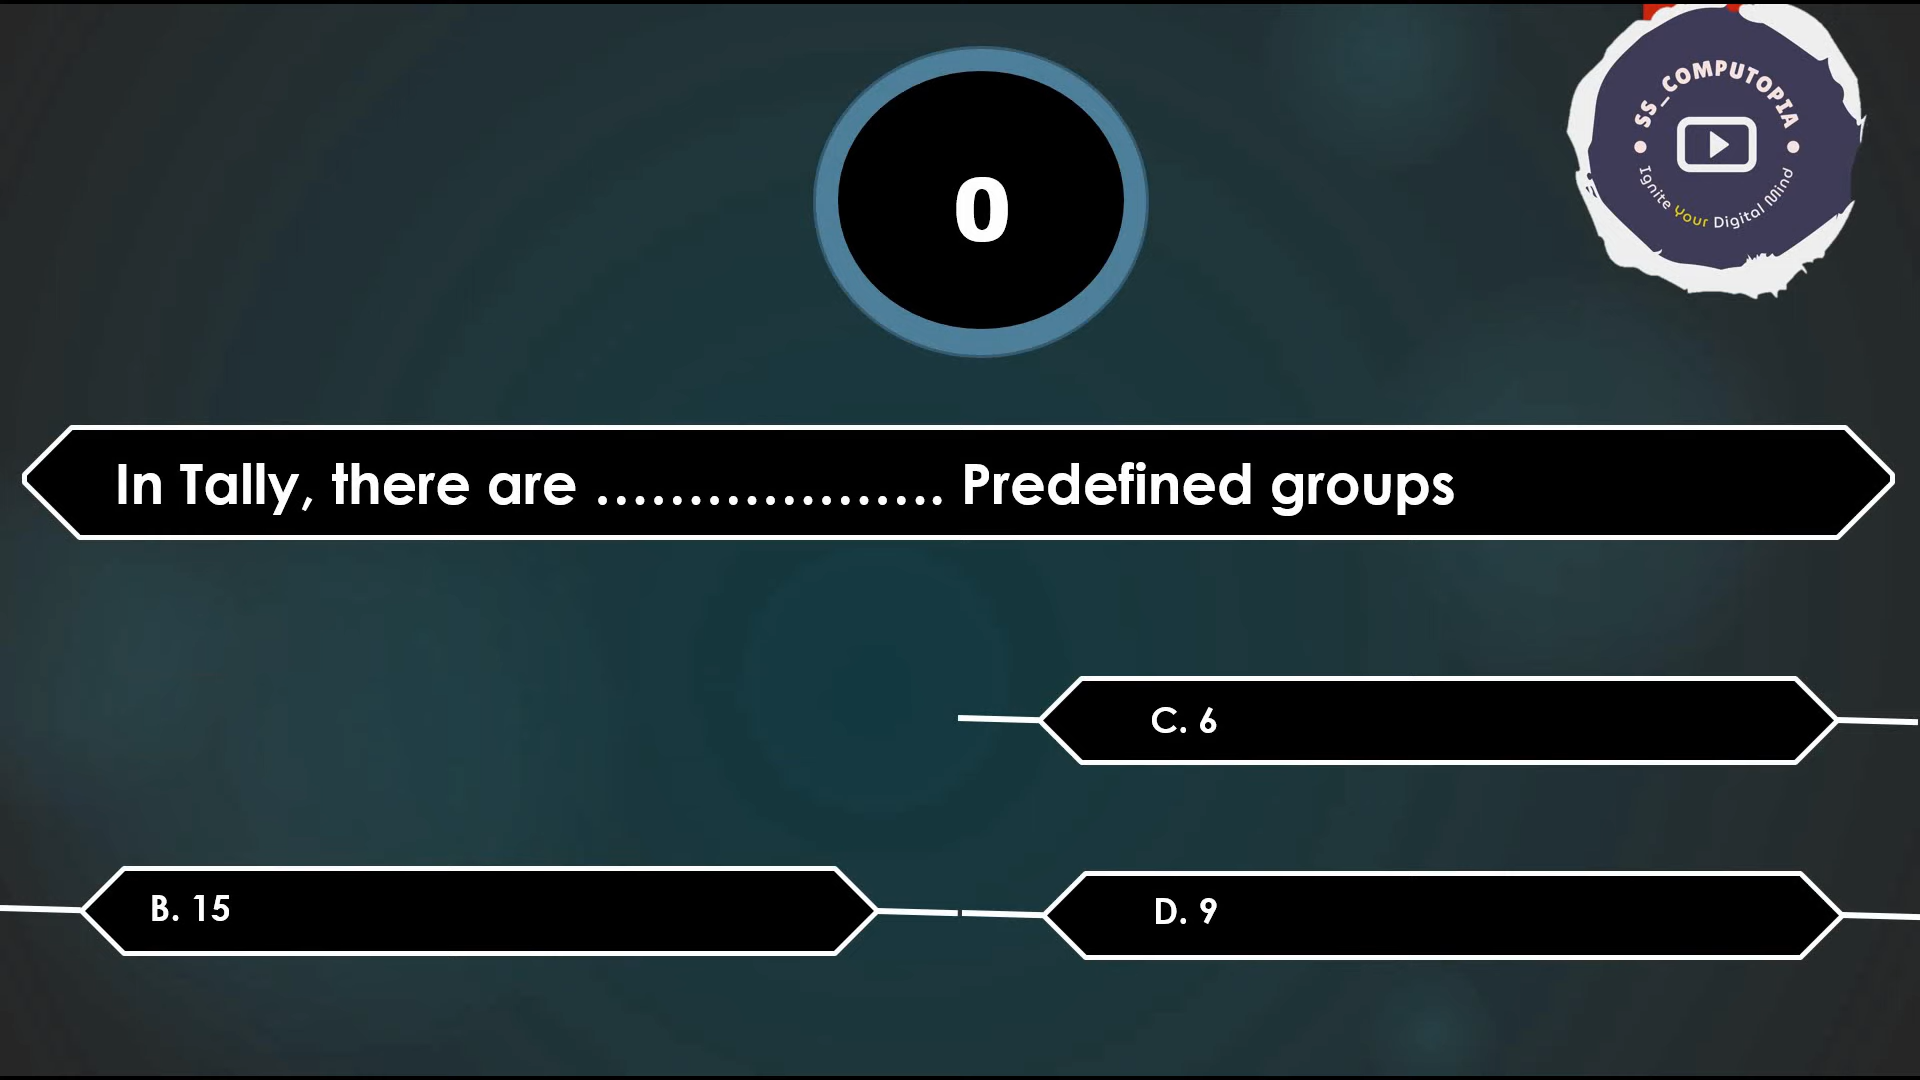 SS_COMPUTOPIA
Ignite Your Digital Mind
0
In Tally, there are ................... Predefined groups
C. 6
B. 15
D. 9